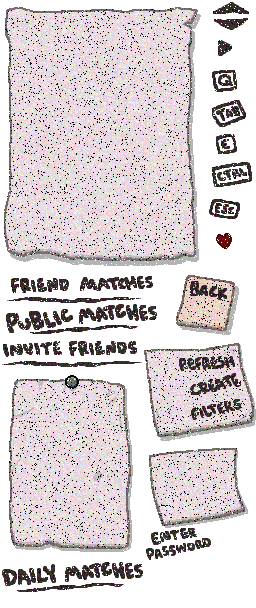 Q
TAB
E
CTRL
ESC
FRIEND MATCHES
BACK
PUBLIC MATCHES
INVITE FRIENDS
REFRESH
CREATE
FILTERS
ENTER
PASSWORD
DAILY MATCHES